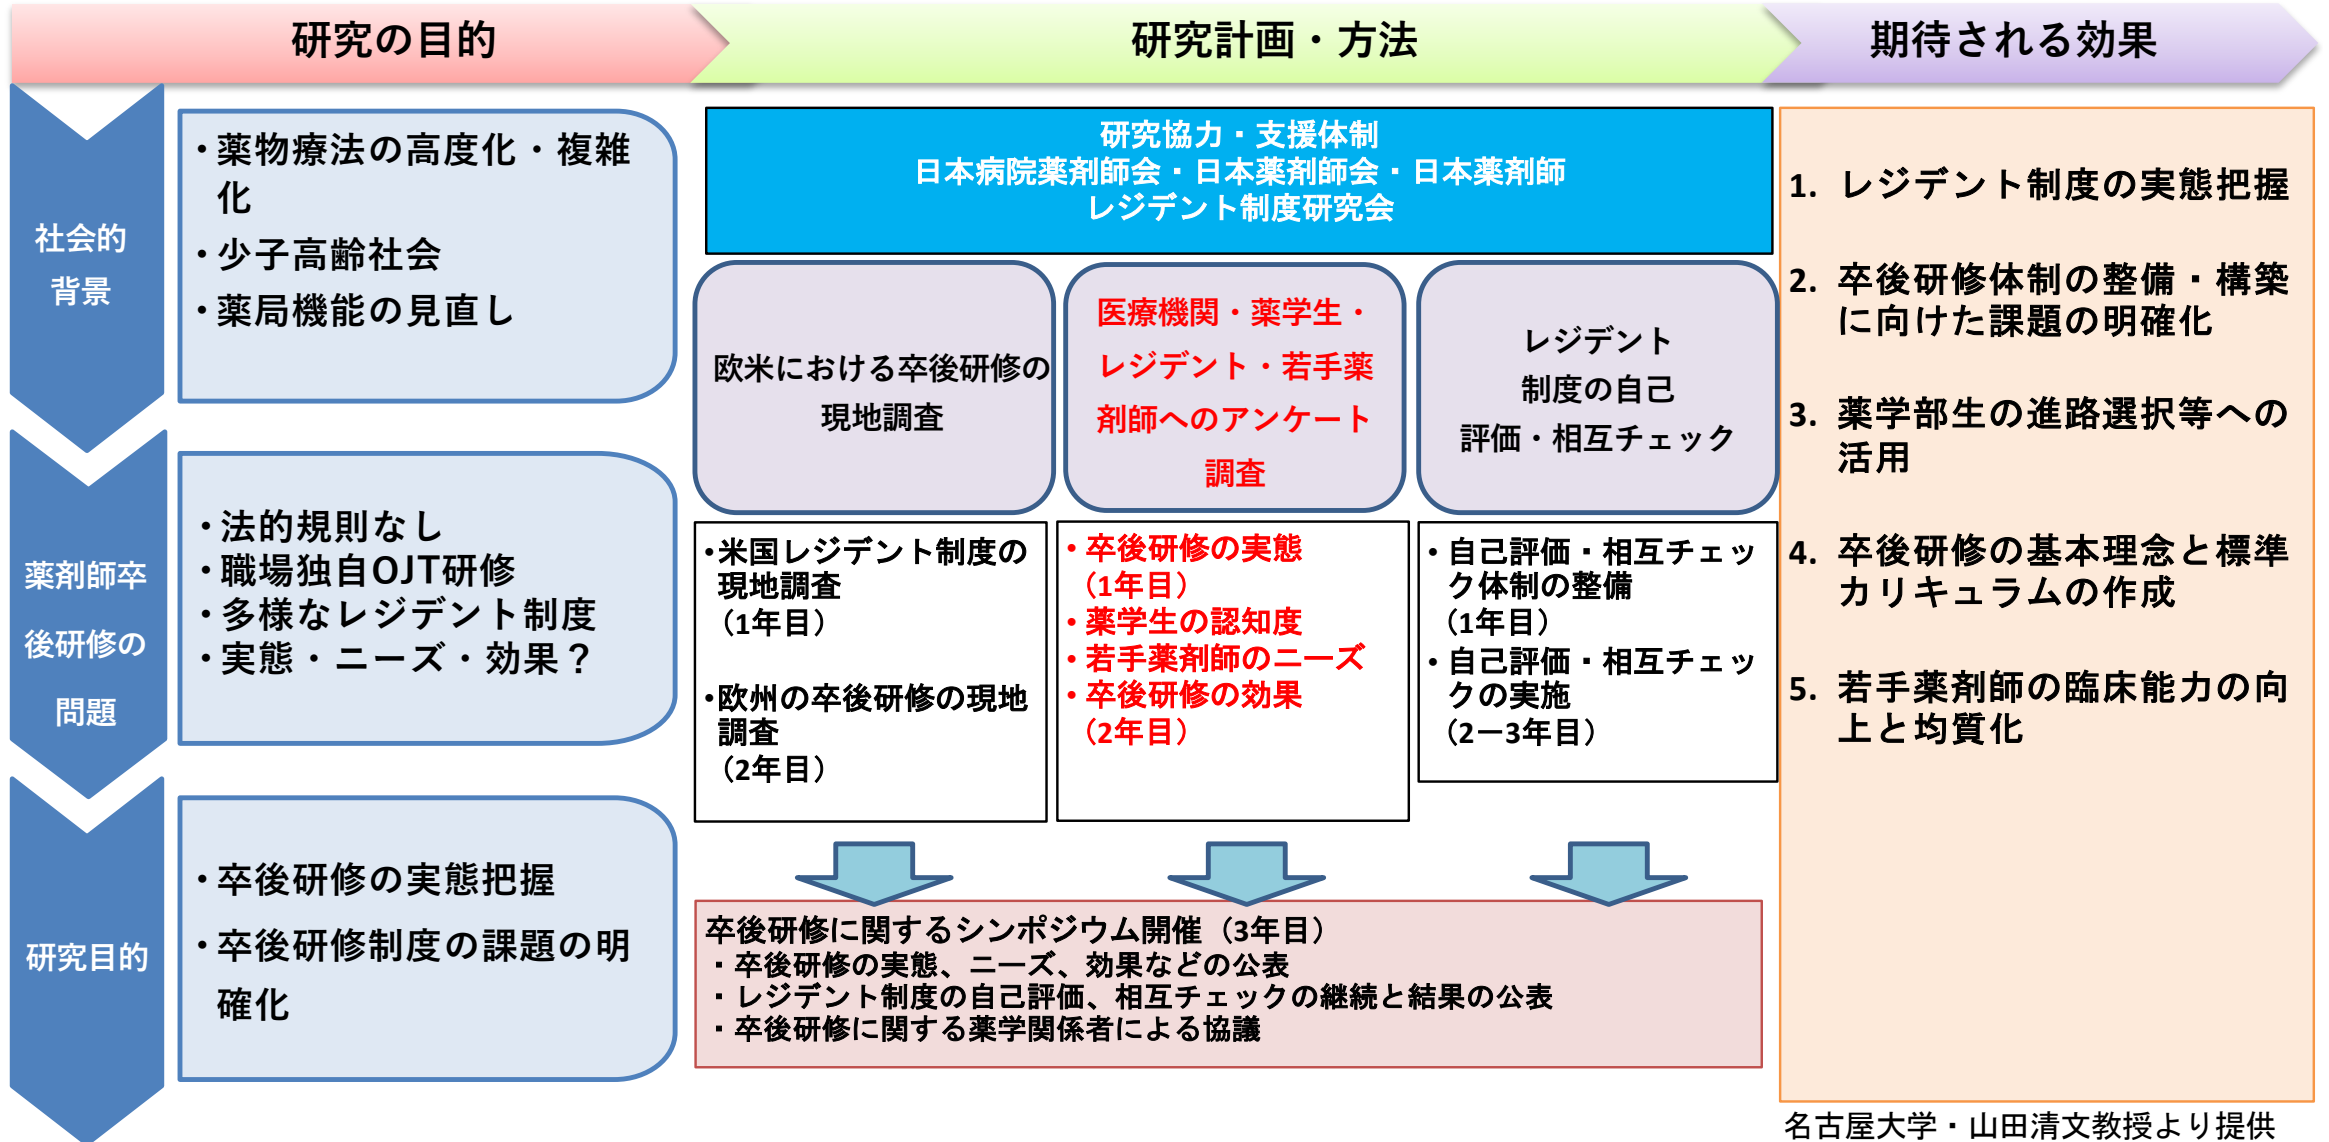 研究の目的
研究計画・方法
期待される効果
社会的
背景
・薬物療法の高度化・複雑
化
・少子高齢社会
・薬局機能の見直し
薬剤師卒
後研修の
問題
・法的規則なし
・職場独自OJT研修
・多様なレジデント制度
・実態・ニーズ・効果？
研究目的
・卒後研修の実態把握
・卒後研修制度の課題の明
確化
研究協力・支援体制
日本病院薬剤師会・日本薬剤師会・日本薬剤師
レジデント制度研究会
欧米における卒後研修の
現地調査
医療機関・薬学生・
レジデント・若手薬
剤師へのアンケート
調査
レジデント
制度の自己
評価・相互チェック
•米国レジデント制度の
現地調査
（1年目）
•欧州の卒後研修の現地
調査
（2年目）
• 卒後研修の実態
（1年目）
• 薬学生の認知度
• 若手薬剤師のニーズ
• 卒後研修の効果
（2年目）
• 自己評価・相互チェッ
ク体制の整備
（1年目）
• 自己評価・相互チェッ
クの実施
（2ー3年目）
卒後研修に関するシンポジウム開催（3年目）
・卒後研修の実態、ニーズ、効果などの公表
・レジデント制度の自己評価、相互チェックの継続と結果の公表
・卒後研修に関する薬学関係者による協議
1. レジデント制度の実態把握
2. 卒後研修体制の整備・構築
に向けた課題の明確化
3. 薬学部生の進路選択等への
活用
4. 卒後研修の基本理念と標準
カリキュラムの作成
5. 若手薬剤師の臨床能力の向
上と均質化
名古屋大学・山田清文教授より提供